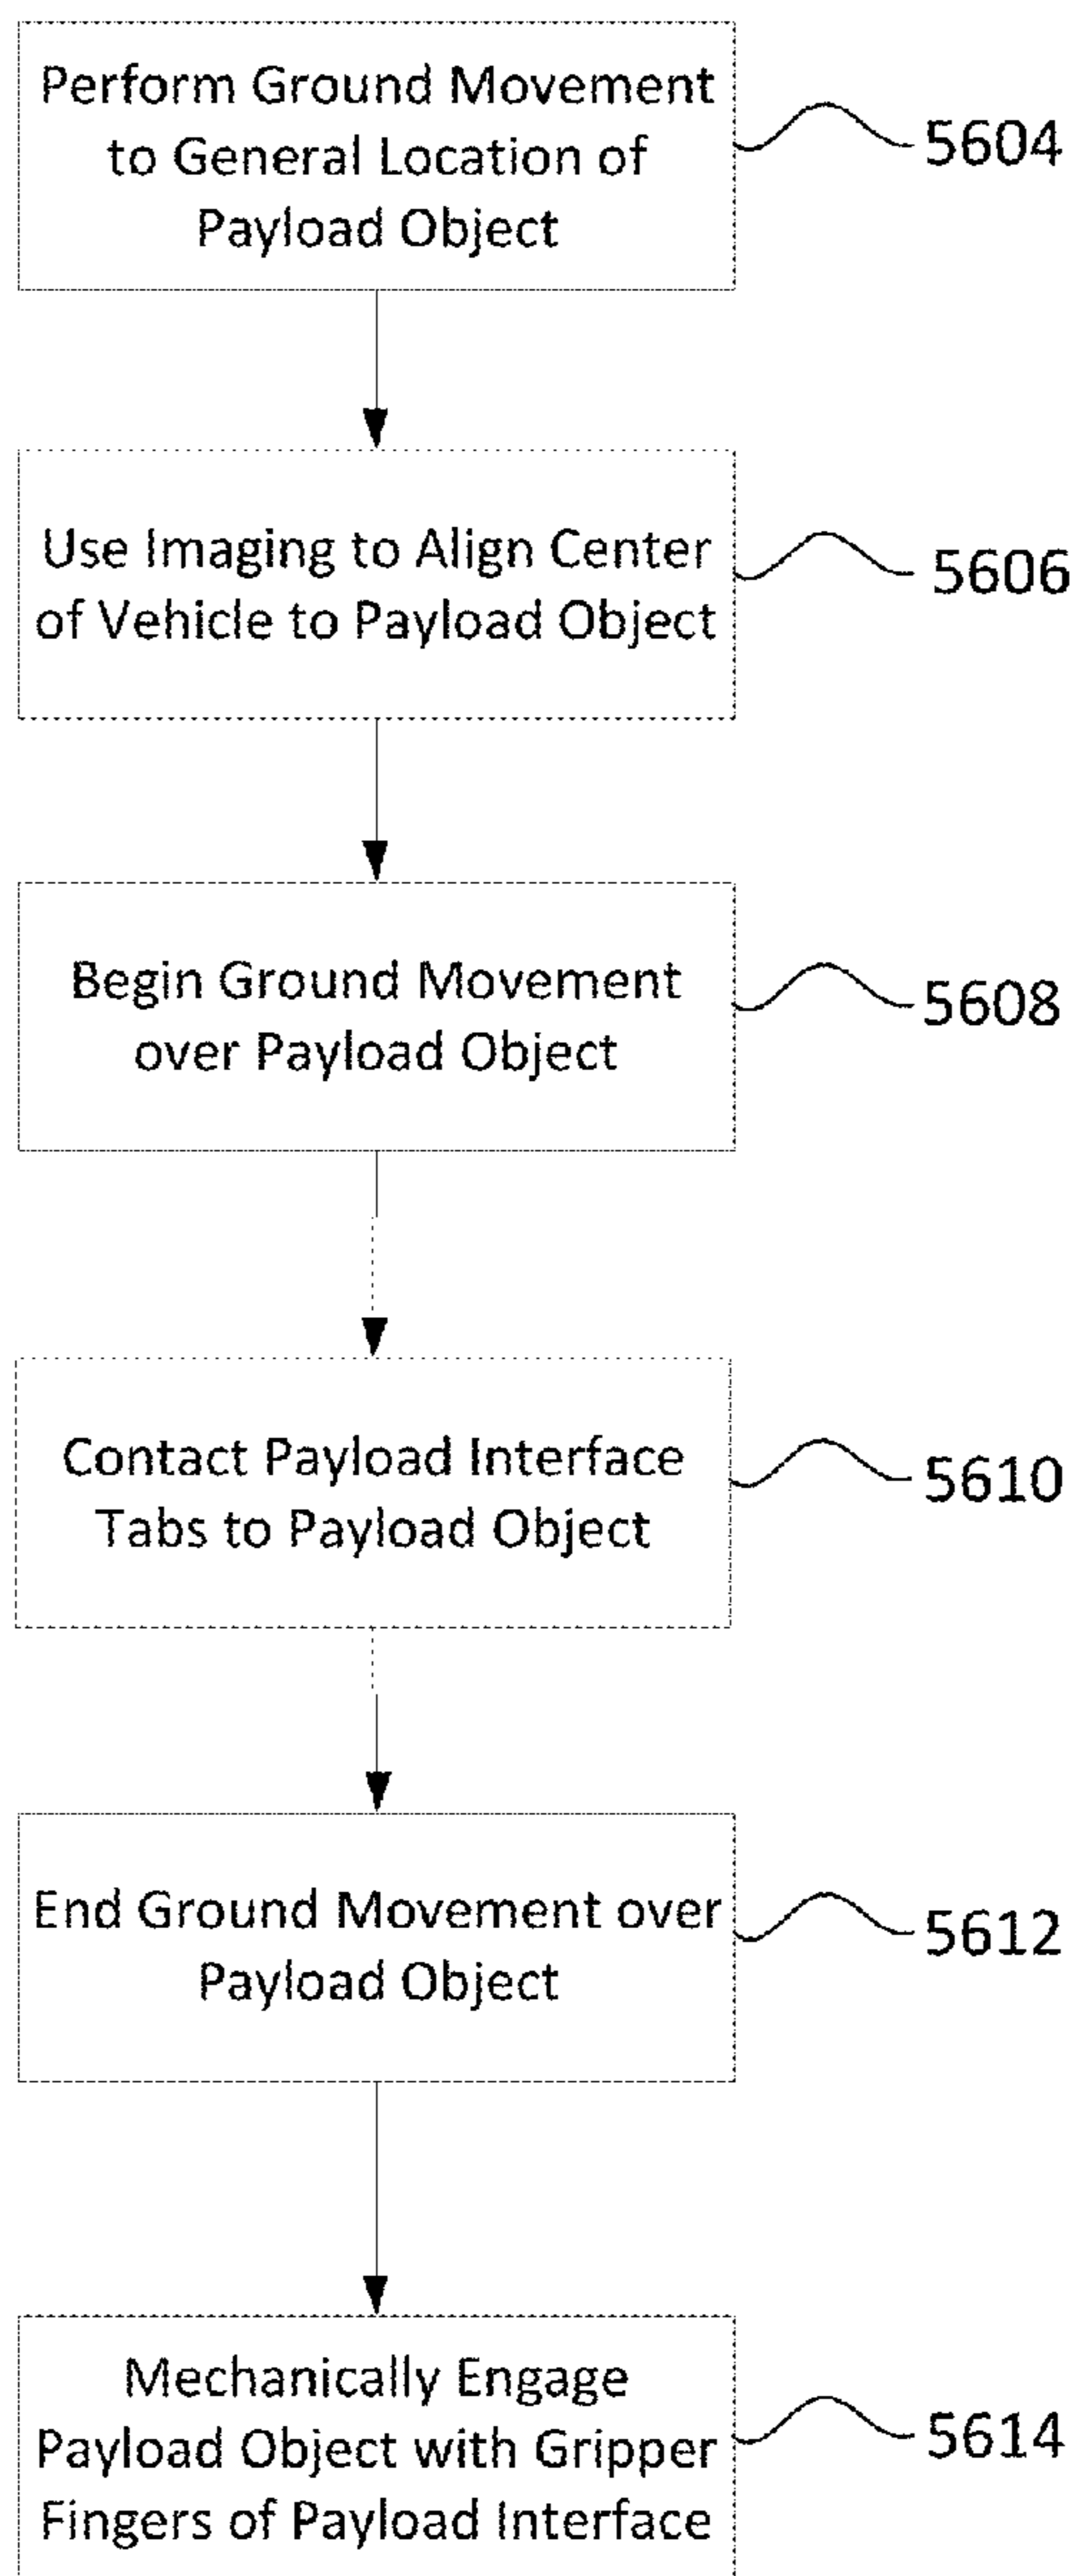 Perform Ground Movement
to General Location of
Payload Object
5604
Use Imaging to Align Center
of Vehicle to Payload Object
5606
Begin Ground Movement
over Payload Object
5608
Contact Payload Interface
Tabs to Payload Object
5610
End Ground Movement over
Payload Object
5612
Mechanically Engage
Payload Object with Gripper
Fingers of Payload Interface
5614